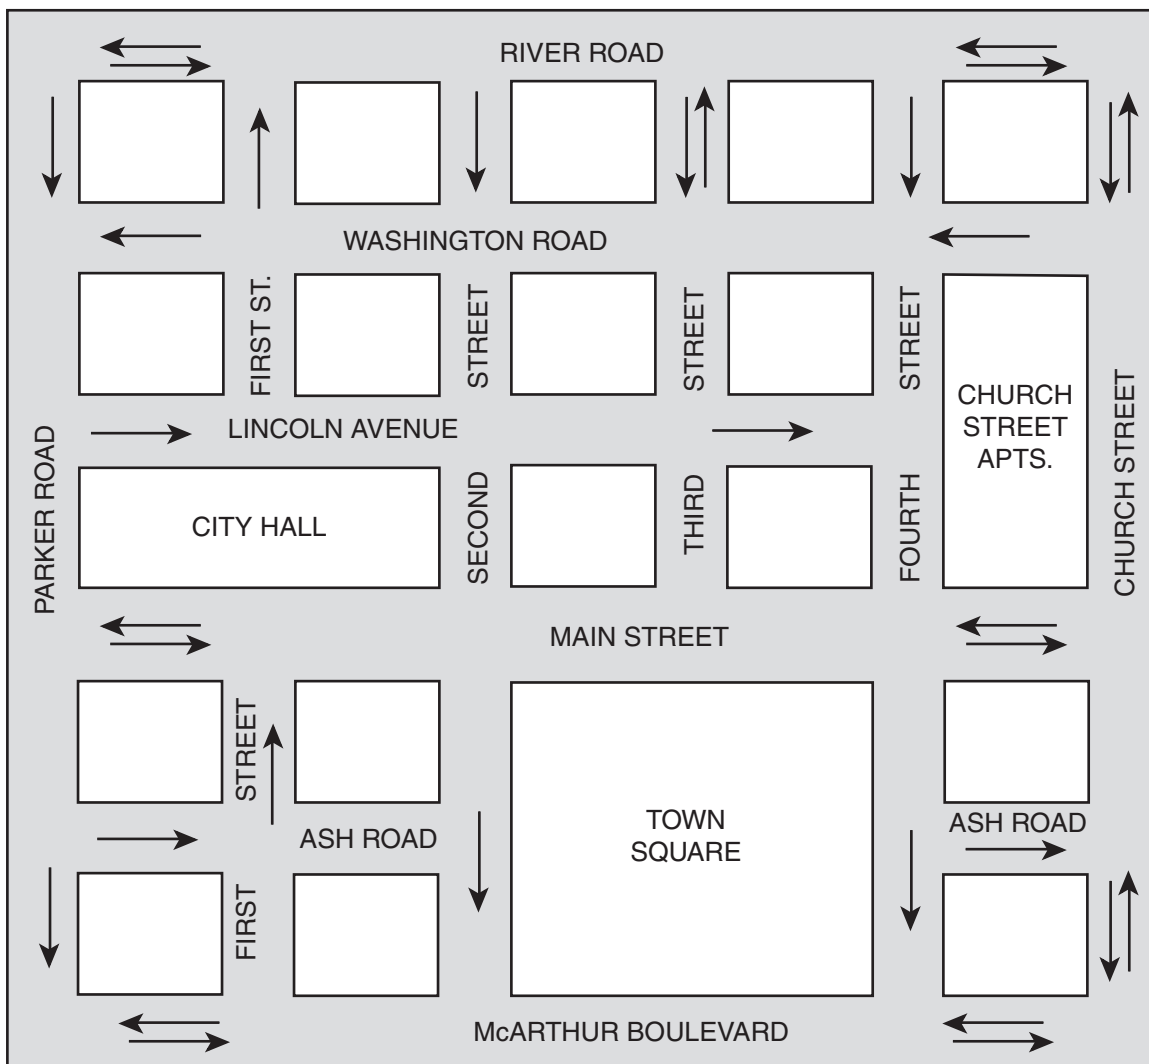 RIVER ROAD
WASHINGTON ROAD
FIRST ST.
STREET
STREET
STREET
CHURCH
STREET
APTS.
LINCOLN AVENUE
PARKER ROAD
CITY HALL
SECOND
THIRD
FOURTH
CHURCH STREET
MAIN STREET
STREET
TOWN
SQUARE
ASH ROAD
ASH ROAD
FIRST
McARTHUR BOULEVARD